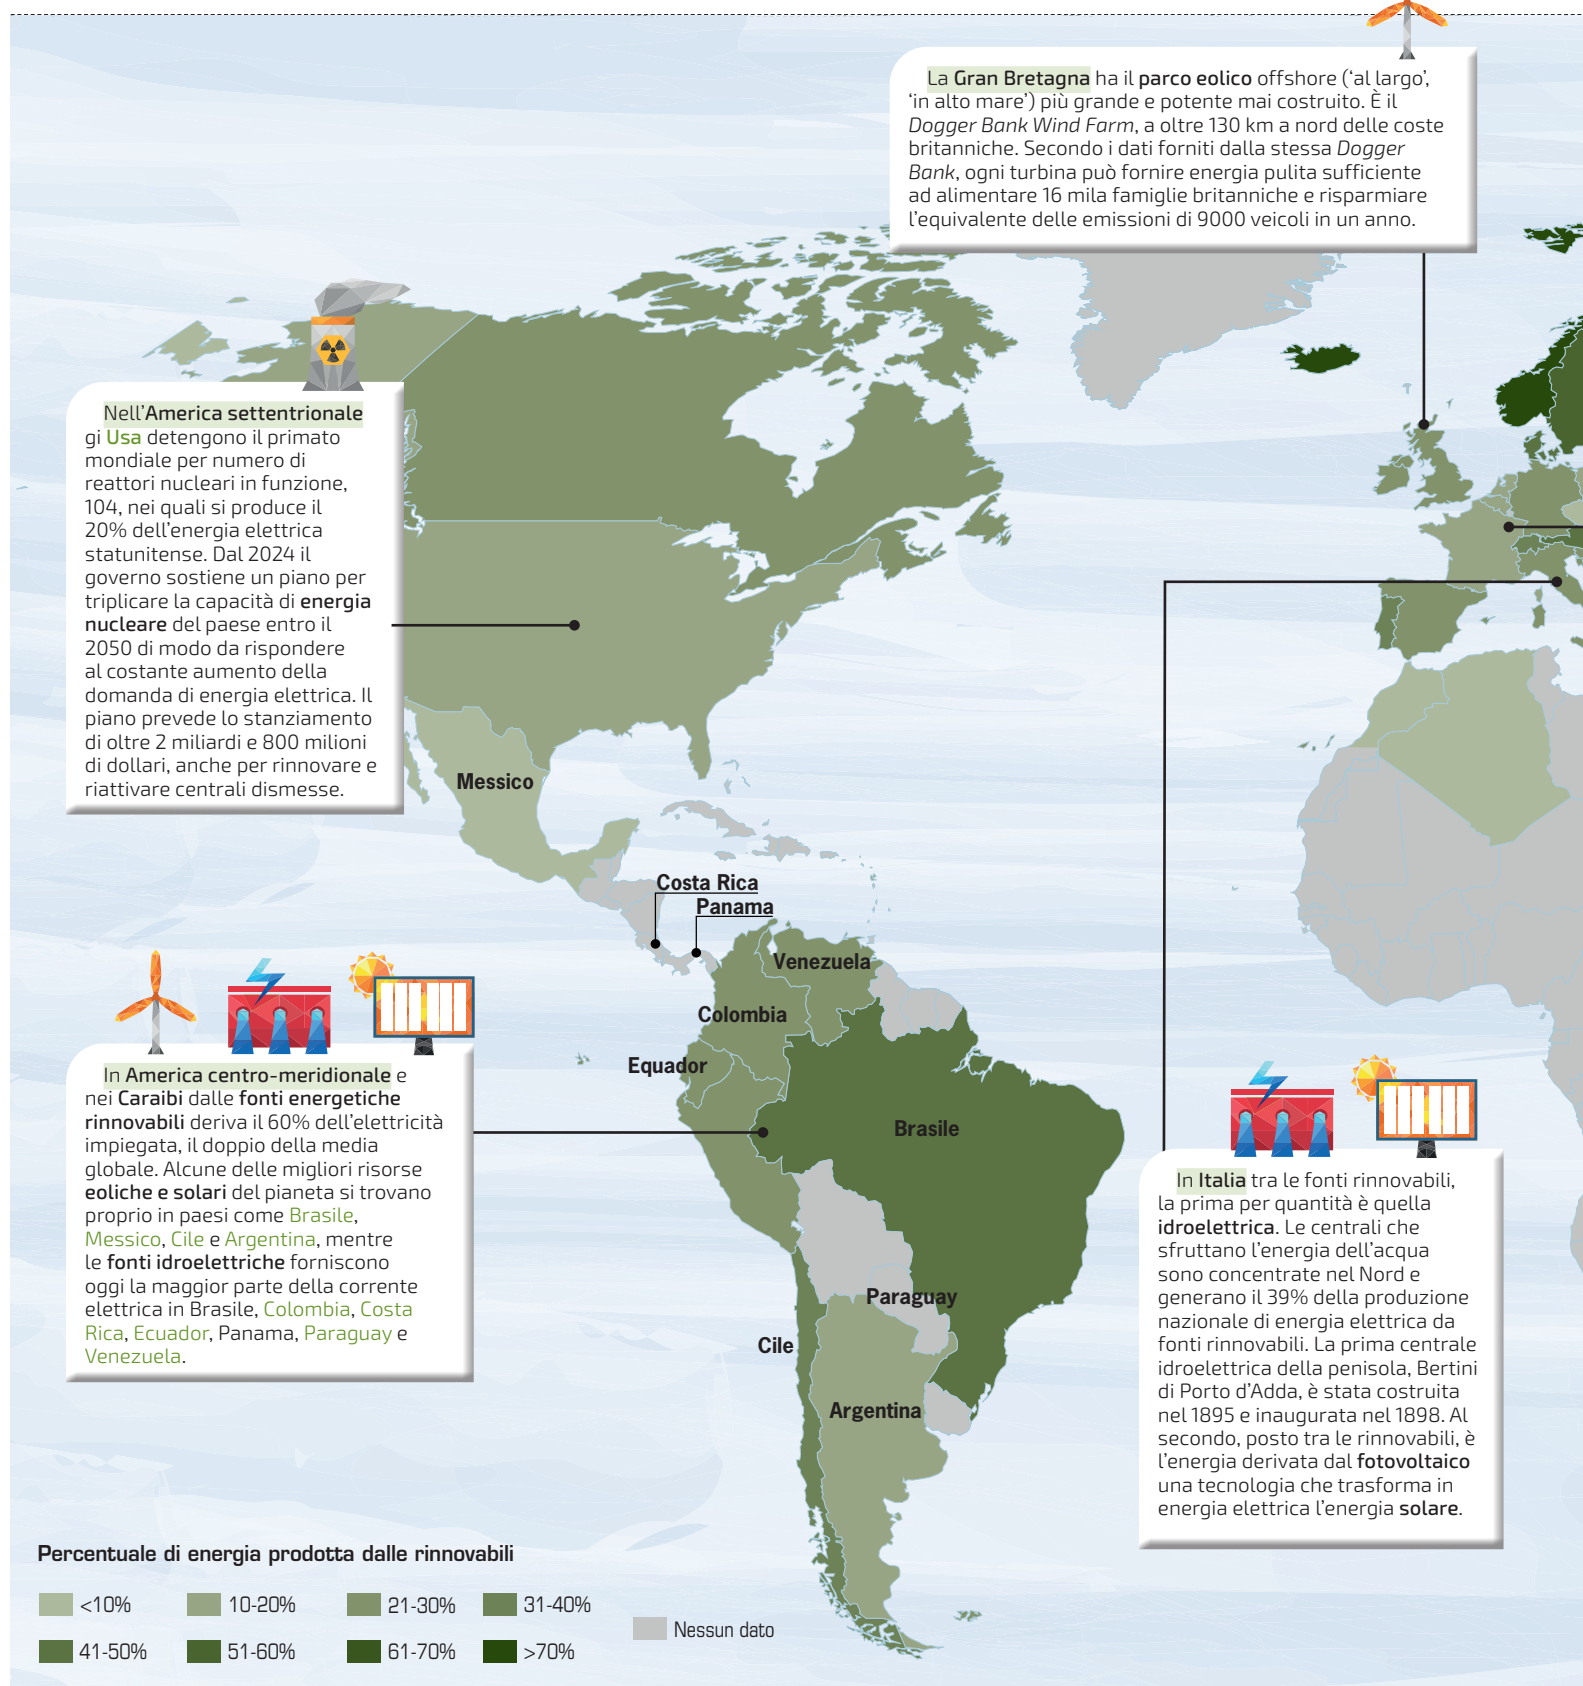 La Gran Bretagna ha il parco eolico offshore (‘al largo’,
‘in alto mare’) più grande e potente mai costruito. È il
Dogger Bank Wind Farm, a oltre 130 km a nord delle coste
britanniche. Secondo i dati forniti dalla stessa Dogger
Bank, ogni turbina può fornire energia pulita sufficiente
ad alimentare 16 mila famiglie britanniche e risparmiare
l’equivalente delle emissioni di 9000 veicoli in un anno.
Nell’America settentrionale
gi Usa detengono il primato
mondiale per numero di
reattori nucleari in funzione,
104, nei quali si produce il
20% dell’energia elettrica
statunitense. Dal 2024 il
governo sostiene un piano per
triplicare la capacità di energia
nucleare del paese entro il
2050 di modo da rispondere
al costante aumento della
domanda di energia elettrica. Il
piano prevede lo stanziamento
di oltre 2 miliardi e 800 milioni
di dollari, anche per rinnovare e
riattivare centrali dismesse.
Messico
Costa Rica
Panama
Venezuela
Colombia
Equador
Brasile
Paraguay
Cile
Argentina
In America centro-meridionale e
nei Caraibi dalle fonti energetiche
rinnovabili deriva il 60% dell’elettricità
impiegata, il doppio della media
globale. Alcune delle migliori risorse
eoliche e solari del pianeta si trovano
proprio in paesi come Brasile,
Messico, Cile e Argentina, mentre
le fonti idroelettriche forniscono
oggi la maggior parte della corrente
elettrica in Brasile, Colombia, Costa
Rica, Ecuador, Panama, Paraguay e
Venezuela.
In Italia tra le fonti rinnovabili,
la prima per quantità è quella
idroelettrica. Le centrali che
sfruttano l’energia dell’acqua
sono concentrate nel Nord e
generano il 39% della produzione
nazionale di energia elettrica da
fonti rinnovabili. La prima centrale
idroelettrica della penisola, Bertini
di Porto d’Adda, è stata costruita
nel 1895 e inaugurata nel 1898. Al
secondo, posto tra le rinnovabili, è
l’energia derivata dal fotovoltaico
una tecnologia che trasforma in
energia elettrica l’energia solare.
Percentuale di energia prodotta dalle rinnovabili
<10% 10-20% 21-30% 31-40%
41-50% 51-60% 61-70% >70%
Nessun dato